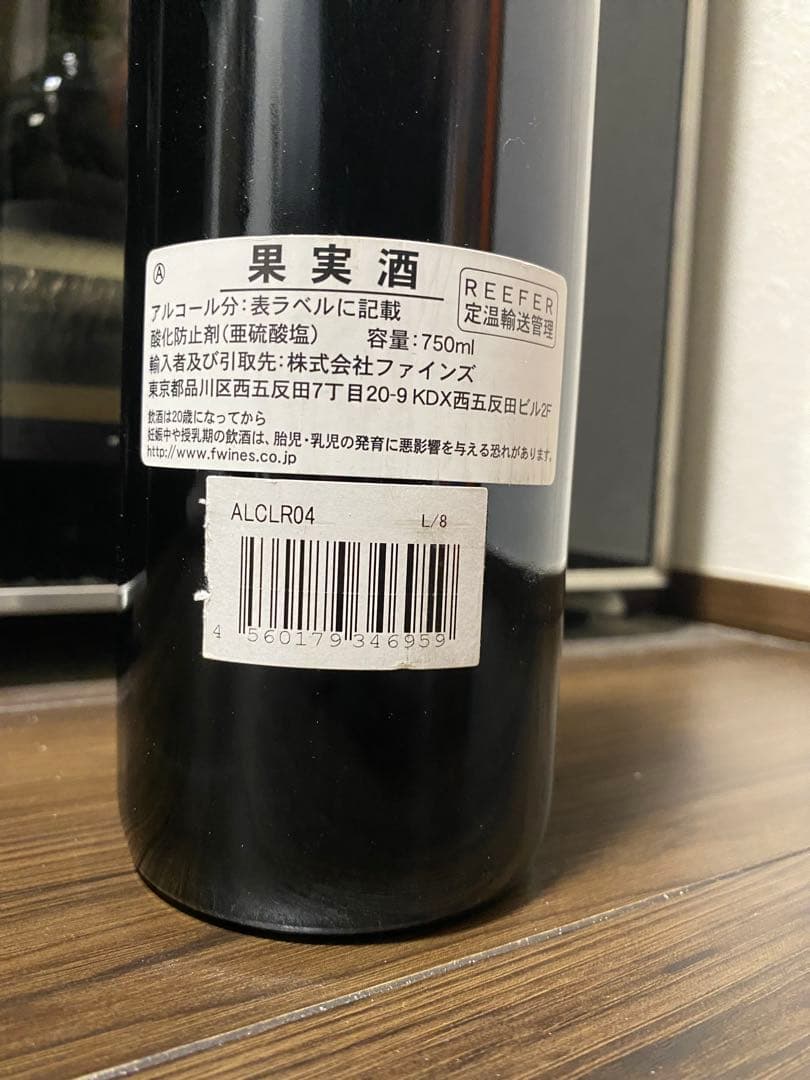 Ⓐ
果実酒
REEFER
定温輸送管理
アルコール分:表ラベルに記載
酸化防止剤(亜硫酸塩) 容量:750ml
輸入者及び引取先:株式会社ファインズ
東京都品川区西五反田7丁目20-9 KDX西五反田ビル2F
飲酒は20歳になってから
妊娠中や授乳期の飲酒は、胎児・乳児の発育に悪影響を与える恐れがあります。
http://www.fwines.co.jp
ALCLR04 L/8
4 560179 346959